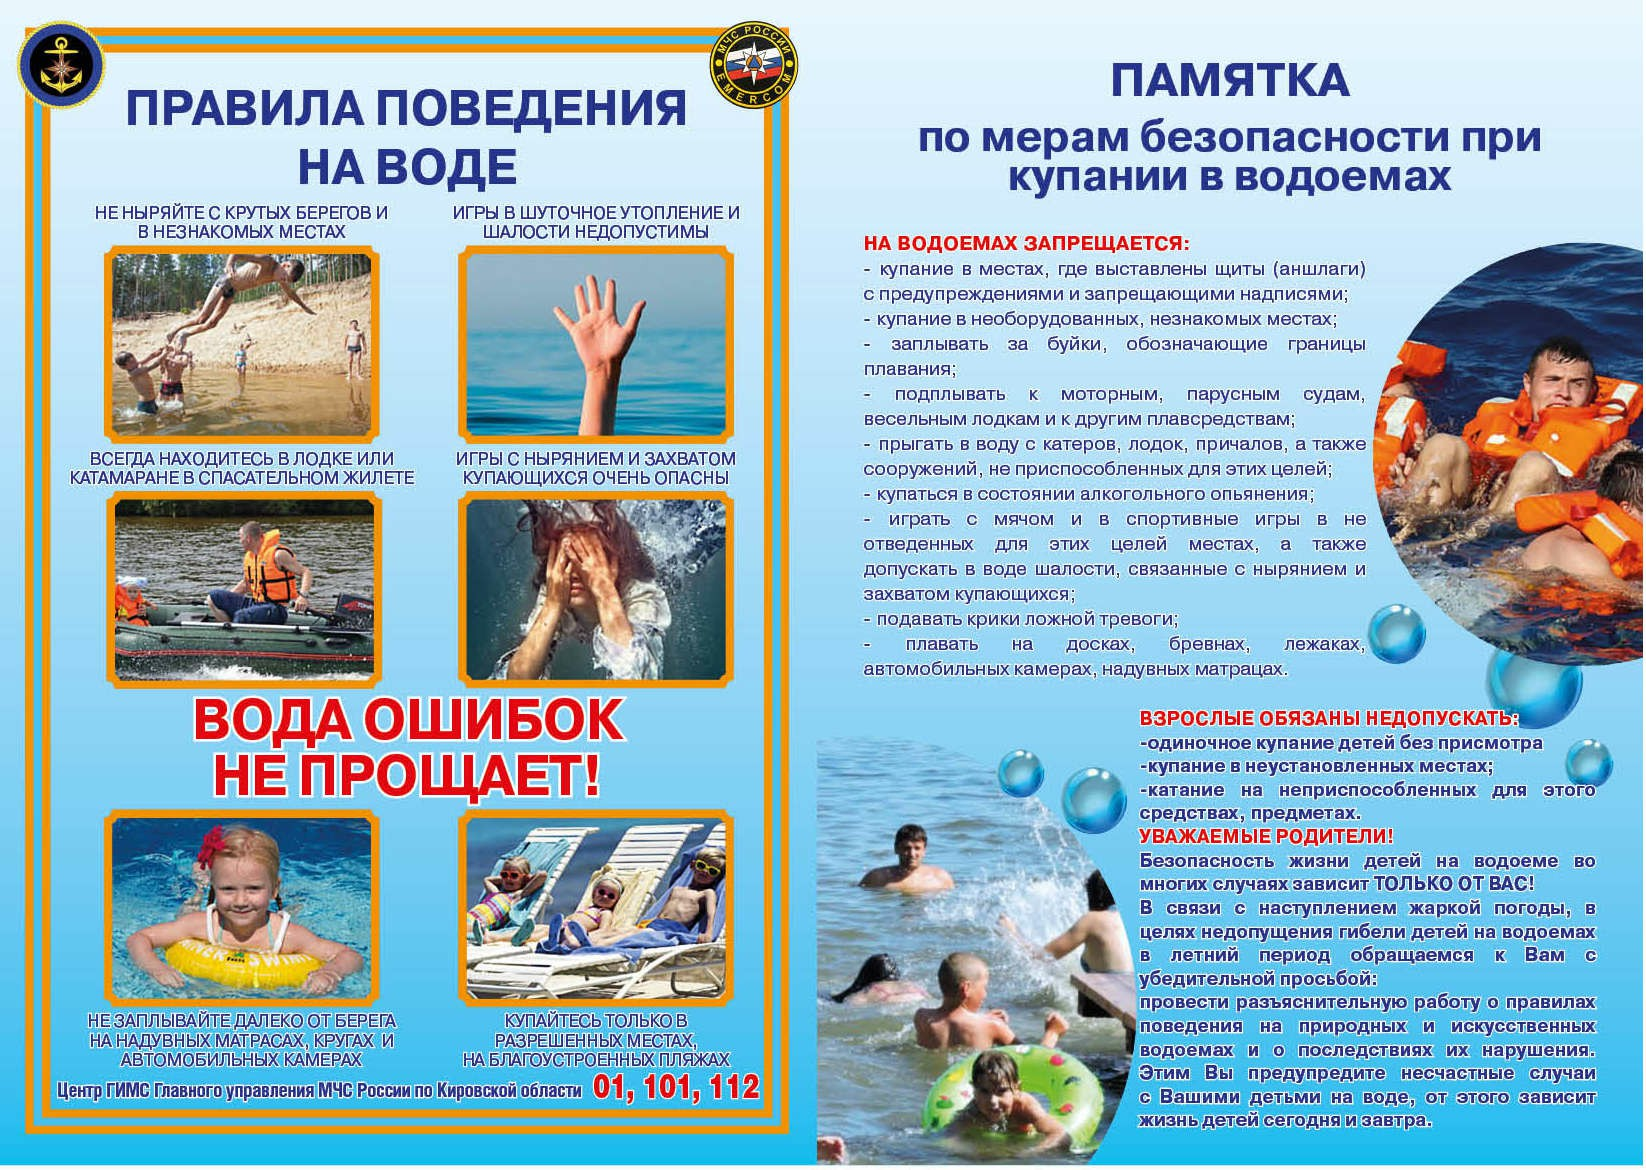 МЧС РОССИИ
EMERCOM
ПРАВИЛА ПОВЕДЕНИЯ
НА ВОДЕ
НЕ НЫРЯЙТЕ С КРУТЫХ БЕРЕГОВ И
В НЕЗНАКОМЫХ МЕСТАХ
ИГРЫ В ШУТОЧНОЕ УТОПЛЕНИЕ И
ШАЛОСТИ НЕДОПУСТИМЫ
ВСЕГДА НАХОДИТЕСЬ В ЛОДКЕ ИЛИ
КАТАМАРАНЕ В СПАСАТЕЛЬНОМ ЖИЛЕТЕ
ИГРЫ С НЫРЯНИЕМ И ЗАХВАТОМ
КУПАЮЩИХСЯ ОЧЕНЬ ОПАСНЫ
ВОДА ОШИБОК
НЕ ПРОЩАЕТ!
НЕ ЗАПЛЫВАЙТЕ ДАЛЕКО ОТ БЕРЕГА
НА НАДУВНЫХ МАТРАСАХ, КРУГАХ И
АВТОМОБИЛЬНЫХ КАМЕРАХ
КУПАЙТЕСЬ ТОЛЬКО В
РАЗРЕШЕННЫХ МЕСТАХ,
НА БЛАГОУСТРОЕННЫХ ПЛЯЖАХ
Центр ГИМС Главного управления МЧС России по Кировской области 01, 101, 112
ПАМЯТКА
по мерам безопасности при
купании в водоемах
НА ВОДОЕМАХ ЗАПРЕЩАЕТСЯ:
- купание в местах, где выставлены щиты (аншлаги)
с предупреждениями и запрещающими надписями;
- купание в необорудованных, незнакомых местах;
- заплывать за буйки, обозначающие границы
плавания;
- подплывать к моторным, парусным судам,
весельным лодкам и к другим плавсредствам;
- прыгать в воду с катеров, лодок, причалов, а также
сооружений, не приспособленных для этих целей;
- купаться в состоянии алкогольного опьянения;
- играть с мячом и в спортивные игры в не
отведенных для этих целей местах, а также
допускать в воде шалости, связанные с нырянием и
захватом купающихся;
- подавать крики ложной тревоги;
- плавать на досках, бревнах, лежаках,
автомобильных камерах, надувных матрацах.
ВЗРОСЛЫЕ ОБЯЗАНЫ НЕДОПУСКАТЬ:
-одиночное купание детей без присмотра
-купание в неустановленных местах;
-катание на неприспособленных для этого
средствах, предметах.
УВАЖАЕМЫЕ РОДИТЕЛИ!
Безопасность жизни детей на водоеме во
многих случаях зависит ТОЛЬКО ОТ ВАС!
В связи с наступлением жаркой погоды, в
целях недопущения гибели детей на водоемах
в летний период обращаемся к Вам с
убедительной просьбой:
провести разъяснительную работу о правилах
поведения на природных и искусственных
водоемах и о последствиях их нарушения.
Этим Вы предупредите несчастные случаи
с Вашими детьми на воде, от этого зависит
жизнь детей сегодня и завтра.